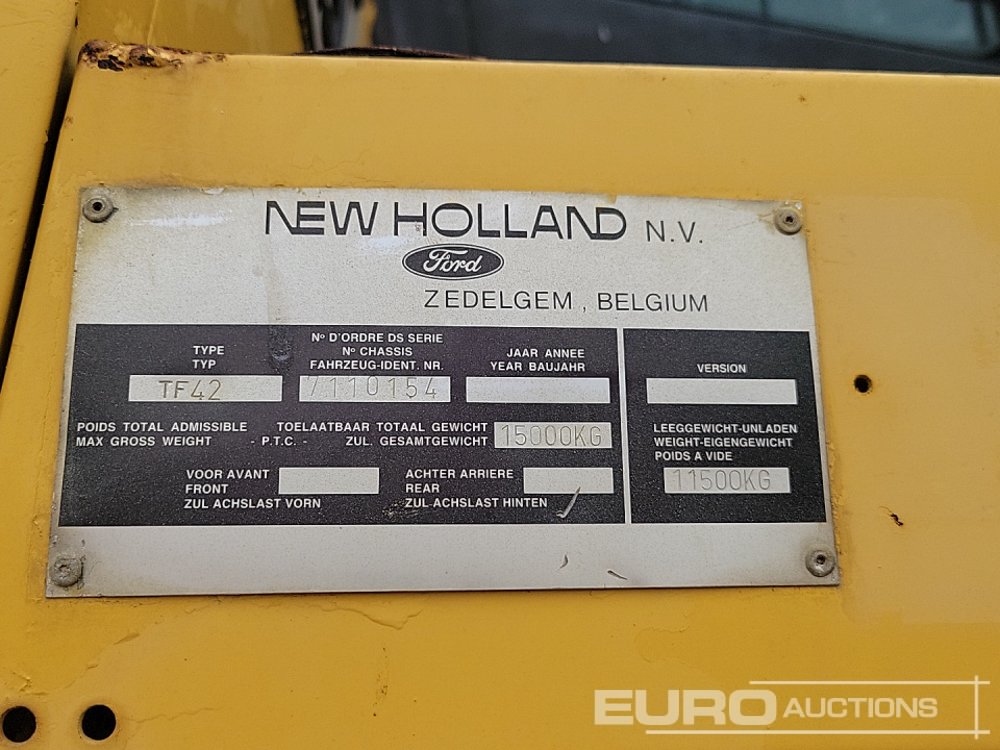 NEW HOLLAND N.V.
Ford
ZEDELGEM, BELGIUM
TYPE
TYP
TF42
Nº D'ORDRE DS SERIE
Nº CHASSIS
FAHRZEUG-IDENT. NR.
7110154
JAAR ANNEE
YEAR BAUJAHR
VERSION
POIDS TOTAL ADMISSIBLE TOELAATBAAR TOTAAL GEWICHT
MAX GROSS WEIGHT - P.T.C. - ZUL. GESAMTGEWICHT
15000KG
LEEGGEWICHT-UNLADEN
WEIGHT-EIGENGEWICHT
POIDS A VIDE
11500KG
VOOR AVANT
FRONT
ZUL ACHSLAST VORN
ACHTER ARRIERE
REAR
ZUL ACHSLAST HINTEN
EURO AUCTIONS